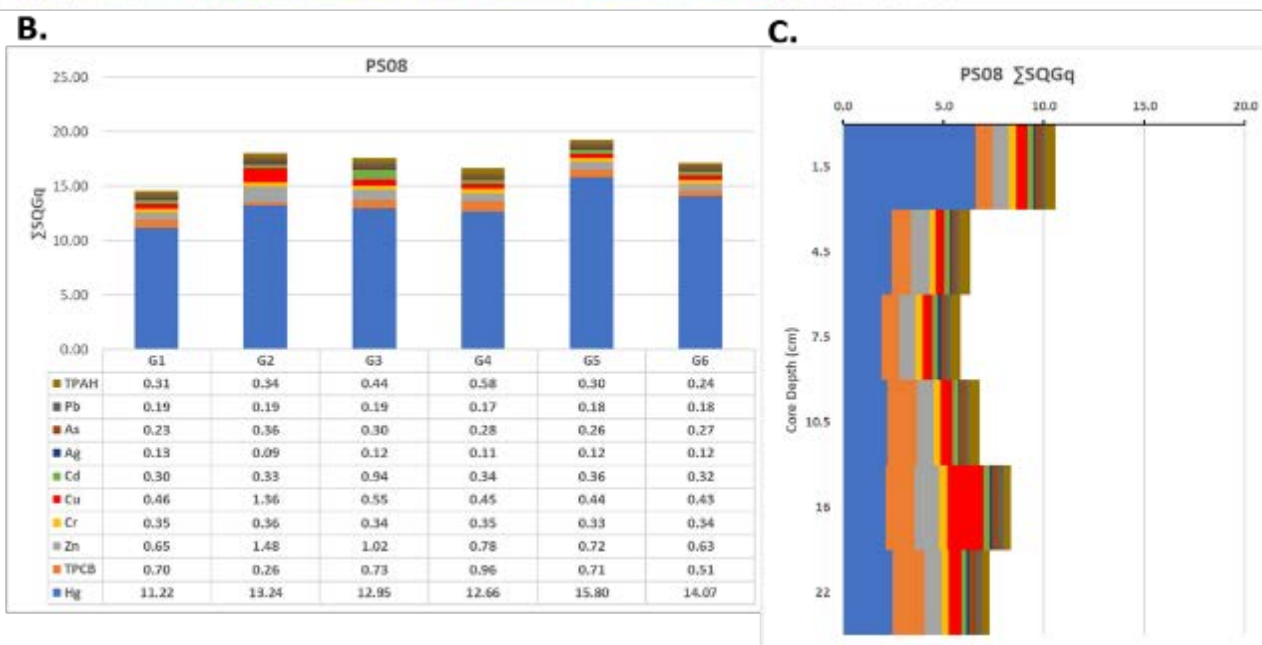 B.
PS08
25.00
20.00
15.00
10.00
5.00
0.00
∑SQGq
G1 G2 G3 G4 G5 G6
TPAH 0.31 0.34 0.44 0.58 0.30 0.24
Pb 0.19 0.19 0.19 0.17 0.18 0.18
As 0.23 0.36 0.30 0.28 0.26 0.27
Ag 0.13 0.09 0.12 0.11 0.12 0.12
Cd 0.30 0.33 0.94 0.34 0.36 0.32
Cu 0.46 1.36 0.55 0.45 0.44 0.43
Cr 0.35 0.36 0.34 0.35 0.33 0.34
Zn 0.65 1.48 1.02 0.78 0.72 0.63
TPCB 0.70 0.26 0.73 0.96 0.71 0.51
Hg 11.22 13.24 12.95 12.66 15.80 14.07
C.
PS08 ∑SQGq
0.0 5.0 10.0 15.0 20.0
Core Depth (cm)
1.5
4.5
7.5
10.5
16
22